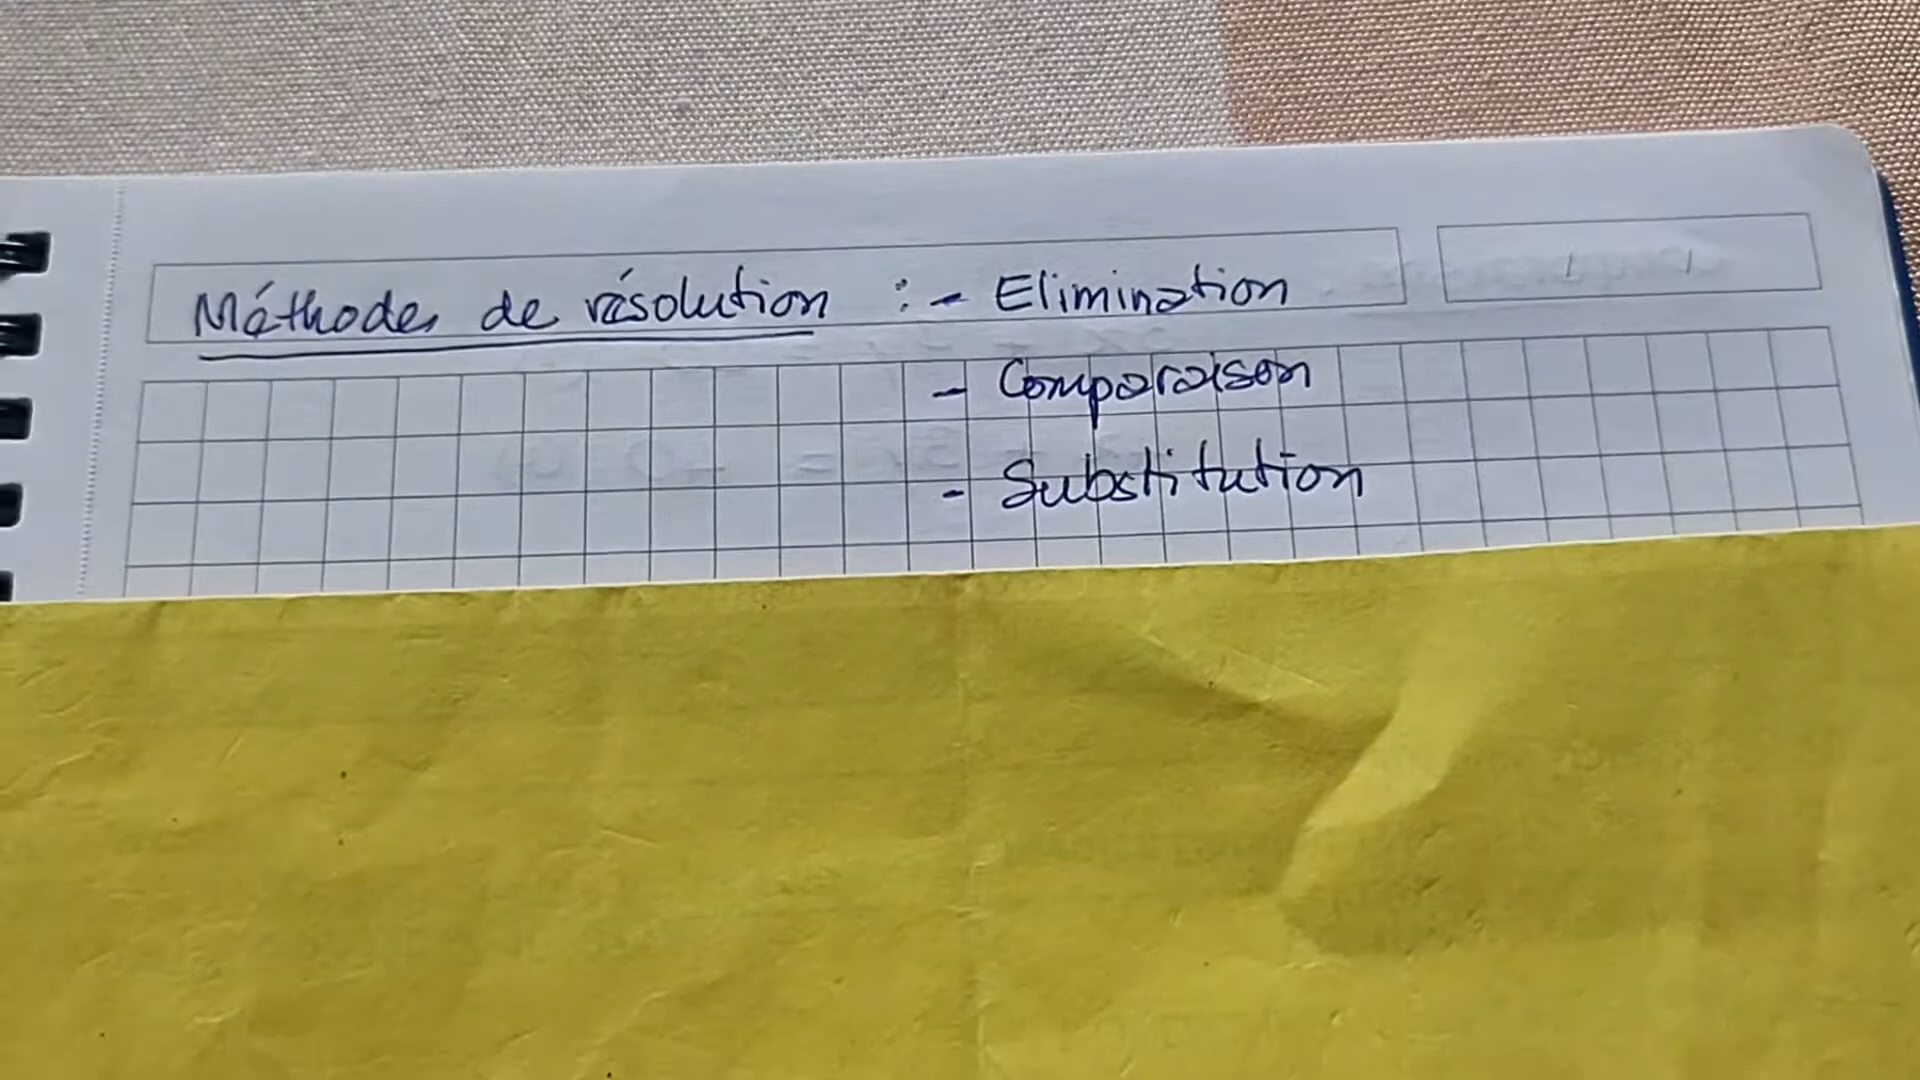 Méthodes de résolution : - Elimination
- Comparaison
- Substitution